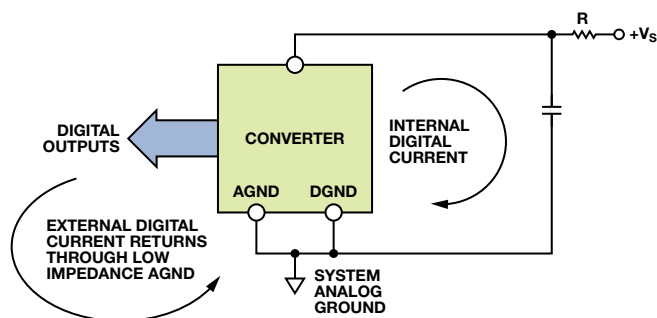 R
+VS
DIGITAL
OUTPUTS
CONVERTER
INTERNAL
DIGITAL
CURRENT
AGND
DGND
EXTERNAL DIGITAL
CURRENT RETURNS
THROUGH LOW
IMPEDANCE AGND
SYSTEM
ANALOG
GROUND